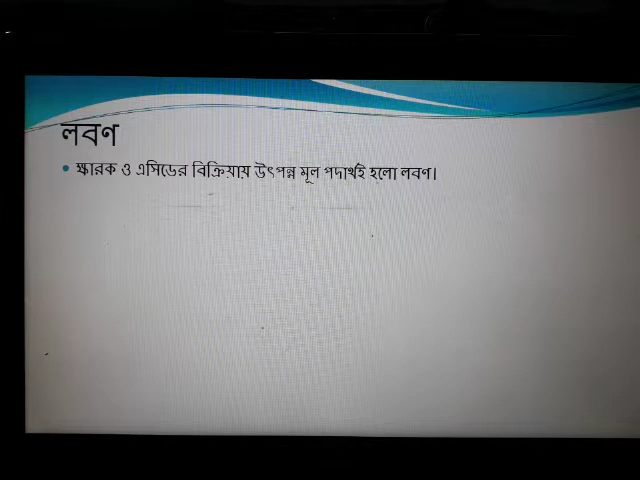 লবণ
• ক্ষারক ও এসিডের বিক্রিয়ায় উৎপন্ন মূল পদার্থই হলো লবণ।